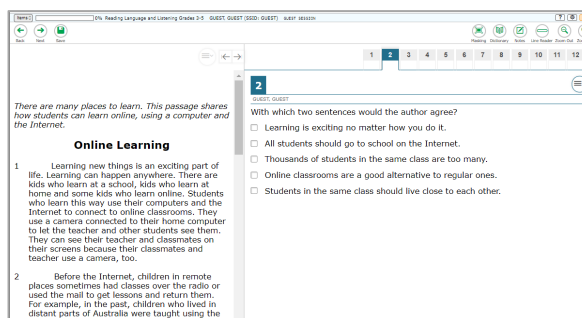 Items
0% Reading Language and Listening Grades 3-5 GUEST, GUEST (SSID: GUEST) GUEST SESSION
Back Next Save
Masking Dictionary Notes Line Reader Zoom Out
1 2 3 4 5 6 7 8 9 10 11 12
There are many places to learn. This passage shares
how students can learn online, using a computer and
the Internet.
Online Learning
1 Learning new things is an exciting part of
life. Learning can happen anywhere. There are
kids who learn at a school, kids who learn at
home and some kids who learn online. Students
who learn this way use their computers and the
Internet to connect to online classrooms. They
use a camera connected to their home computer
to let the teacher and other students see them.
They can see their teacher and classmates on
their screens because their classmates and
teacher use a camera, too.
2 Before the Internet, children in remote
places sometimes had classes over the radio or
used the mail to get lessons and return them.
For example, in the past, children who lived in
distant parts of Australia were taught using the
2
GUEST, GUEST
With which two sentences would the author agree?
Learning is exciting no matter how you do it.
All students should go to school on the Internet.
Thousands of students in the same class are too many.
Online classrooms are a good alternative to regular ones.
Students in the same class should live close to each other.